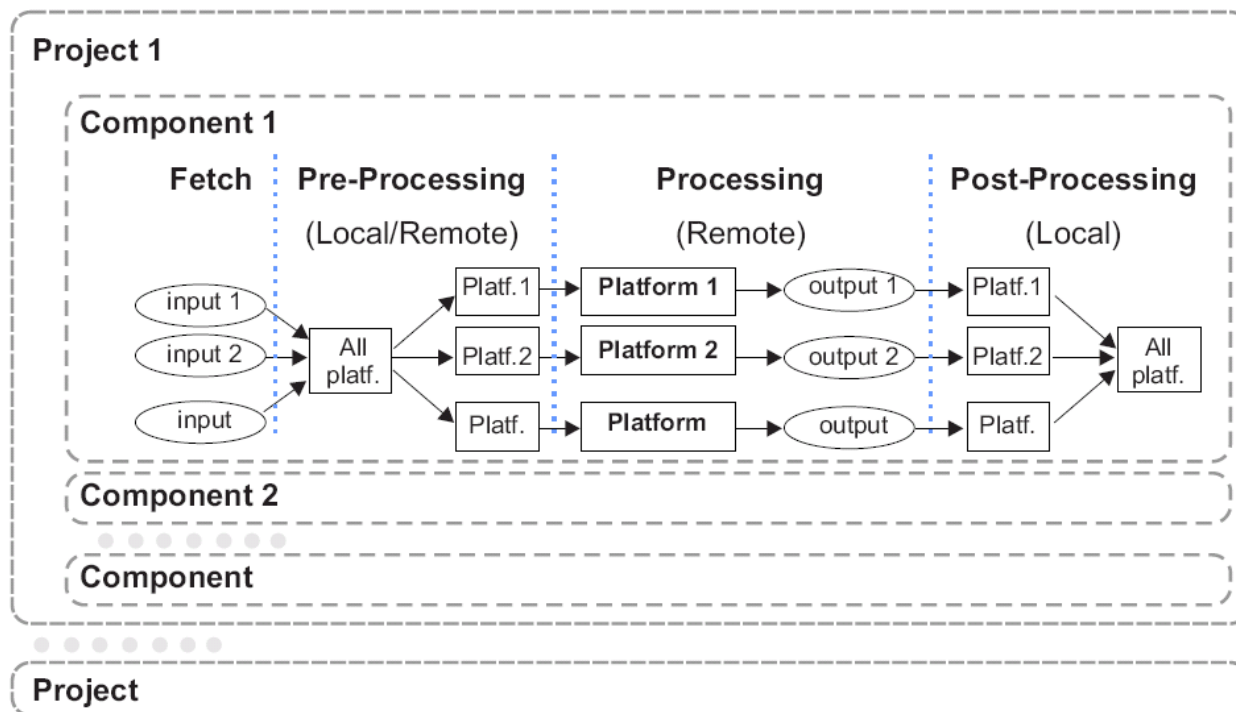 Project 1
Component 1
Fetch
Pre-Processing
Processing
Post-Processing
(Local/Remote)
(Remote)
(Local)
input 1
Platf.1
Platform 1
output 1
Platf.1
input 2
All
platf.
Platf.2
Platform 2
output 2
Platf.2
All
platf.
input
Platf.
Platform
output
Platf.
Component 2
Component
Project